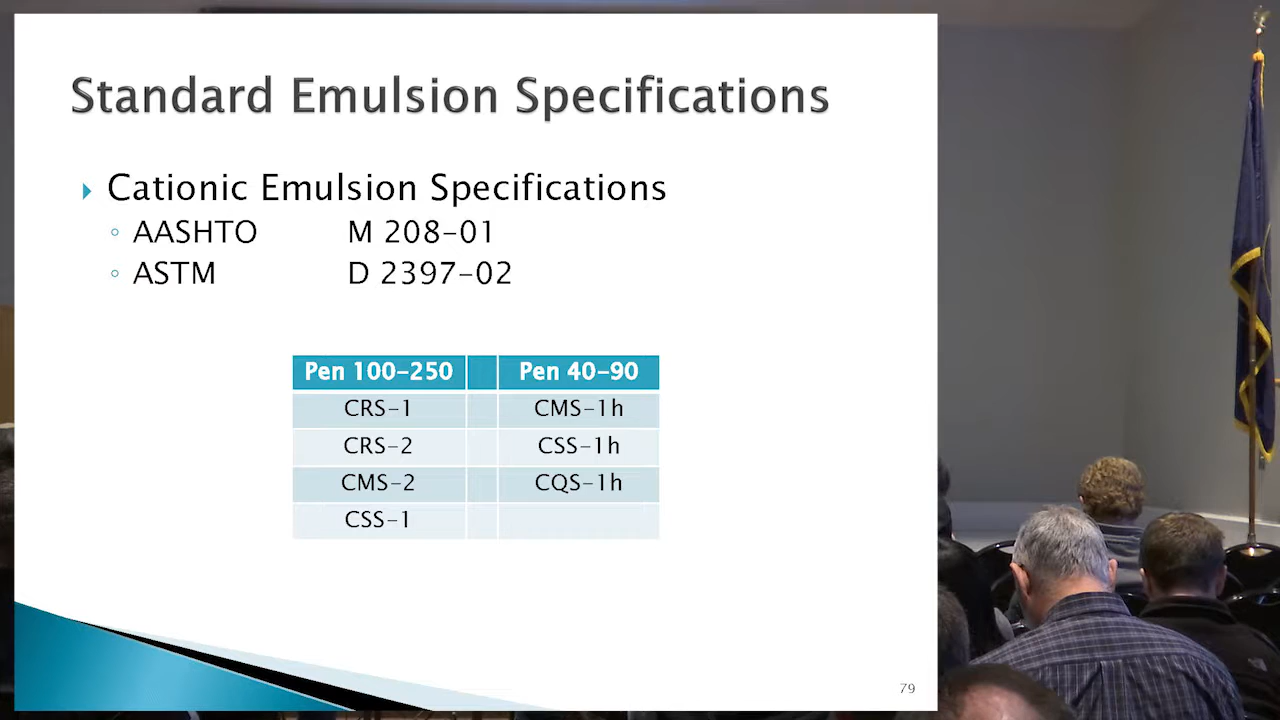 Standard Emulsion Specifications
Cationic Emulsion Specifications
AASHTO M 208-01
ASTM D 2397-02
Pen 100-250 Pen 40-90
CRS-1 CMS-1h
CRS-2 CSS-1h
CMS-2 CQS-1h
CSS-1
79